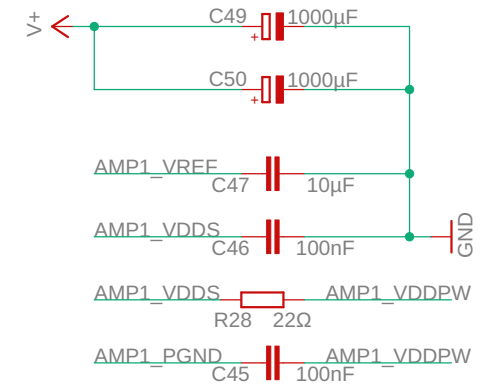 V+
C49 1000µF
+
C50 1000µF
+
AMP1_VREF
C47 10µF
AMP1_VDDS
C46 100nF
GND
AMP1_VDDS AMP1_VDDPW
R28 22Ω
AMP1_PGND AMP1_VDDPW
C45 100nF